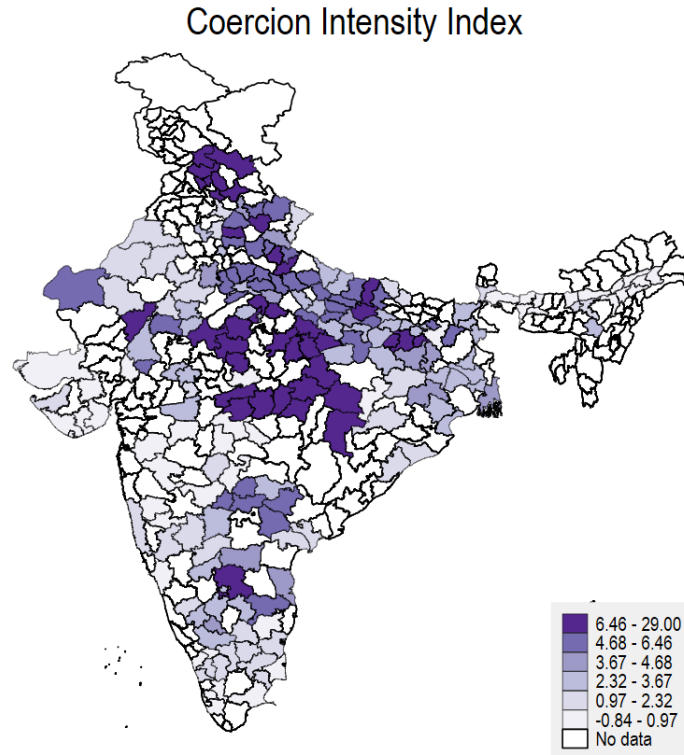 Coercion Intensity Index
6.46 - 29.00
4.68 - 6.46
3.67 - 4.68
2.32 - 3.67
0.97 - 2.32
-0.84 - 0.97
No data